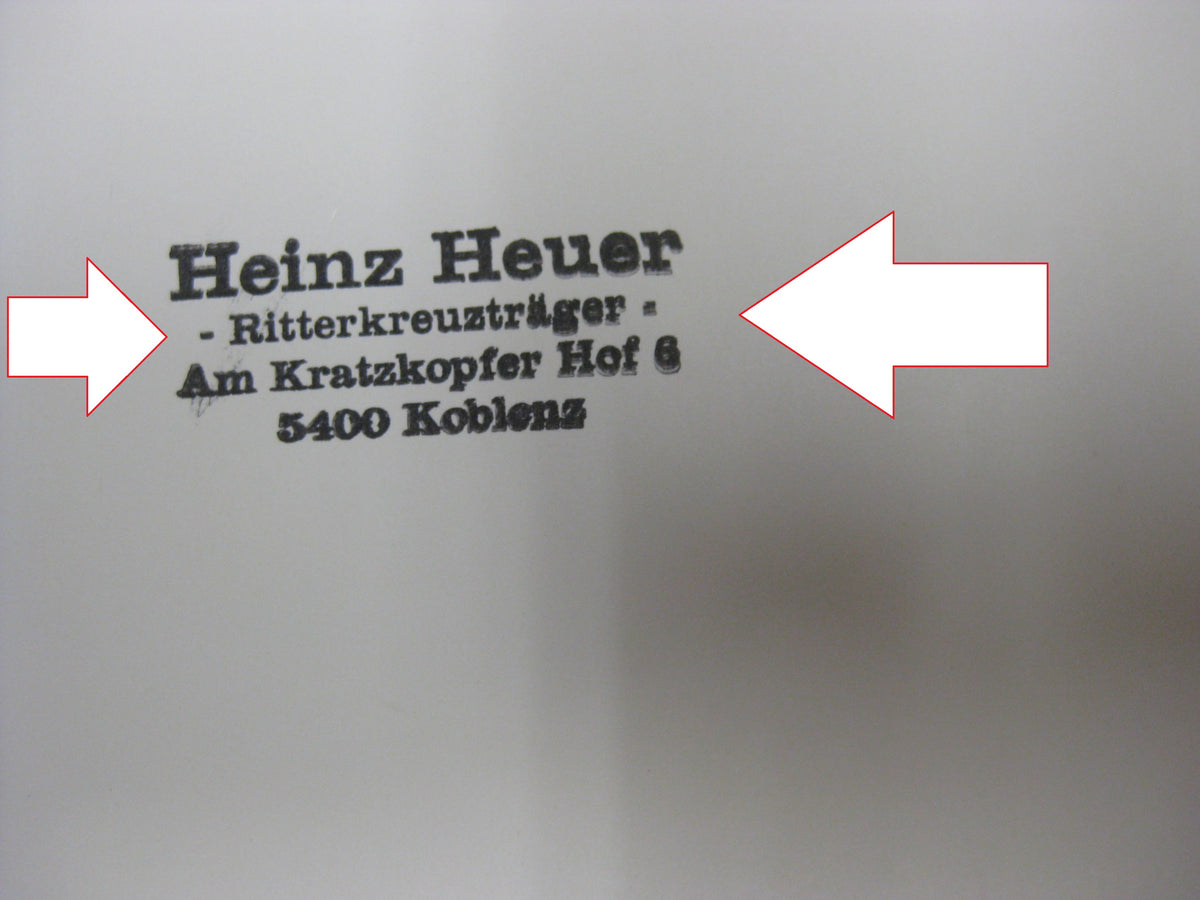 Heinz Heuer
- Ritterkreuzträger -
Am Kratzkopfer Hof 6
5400 Koblenz